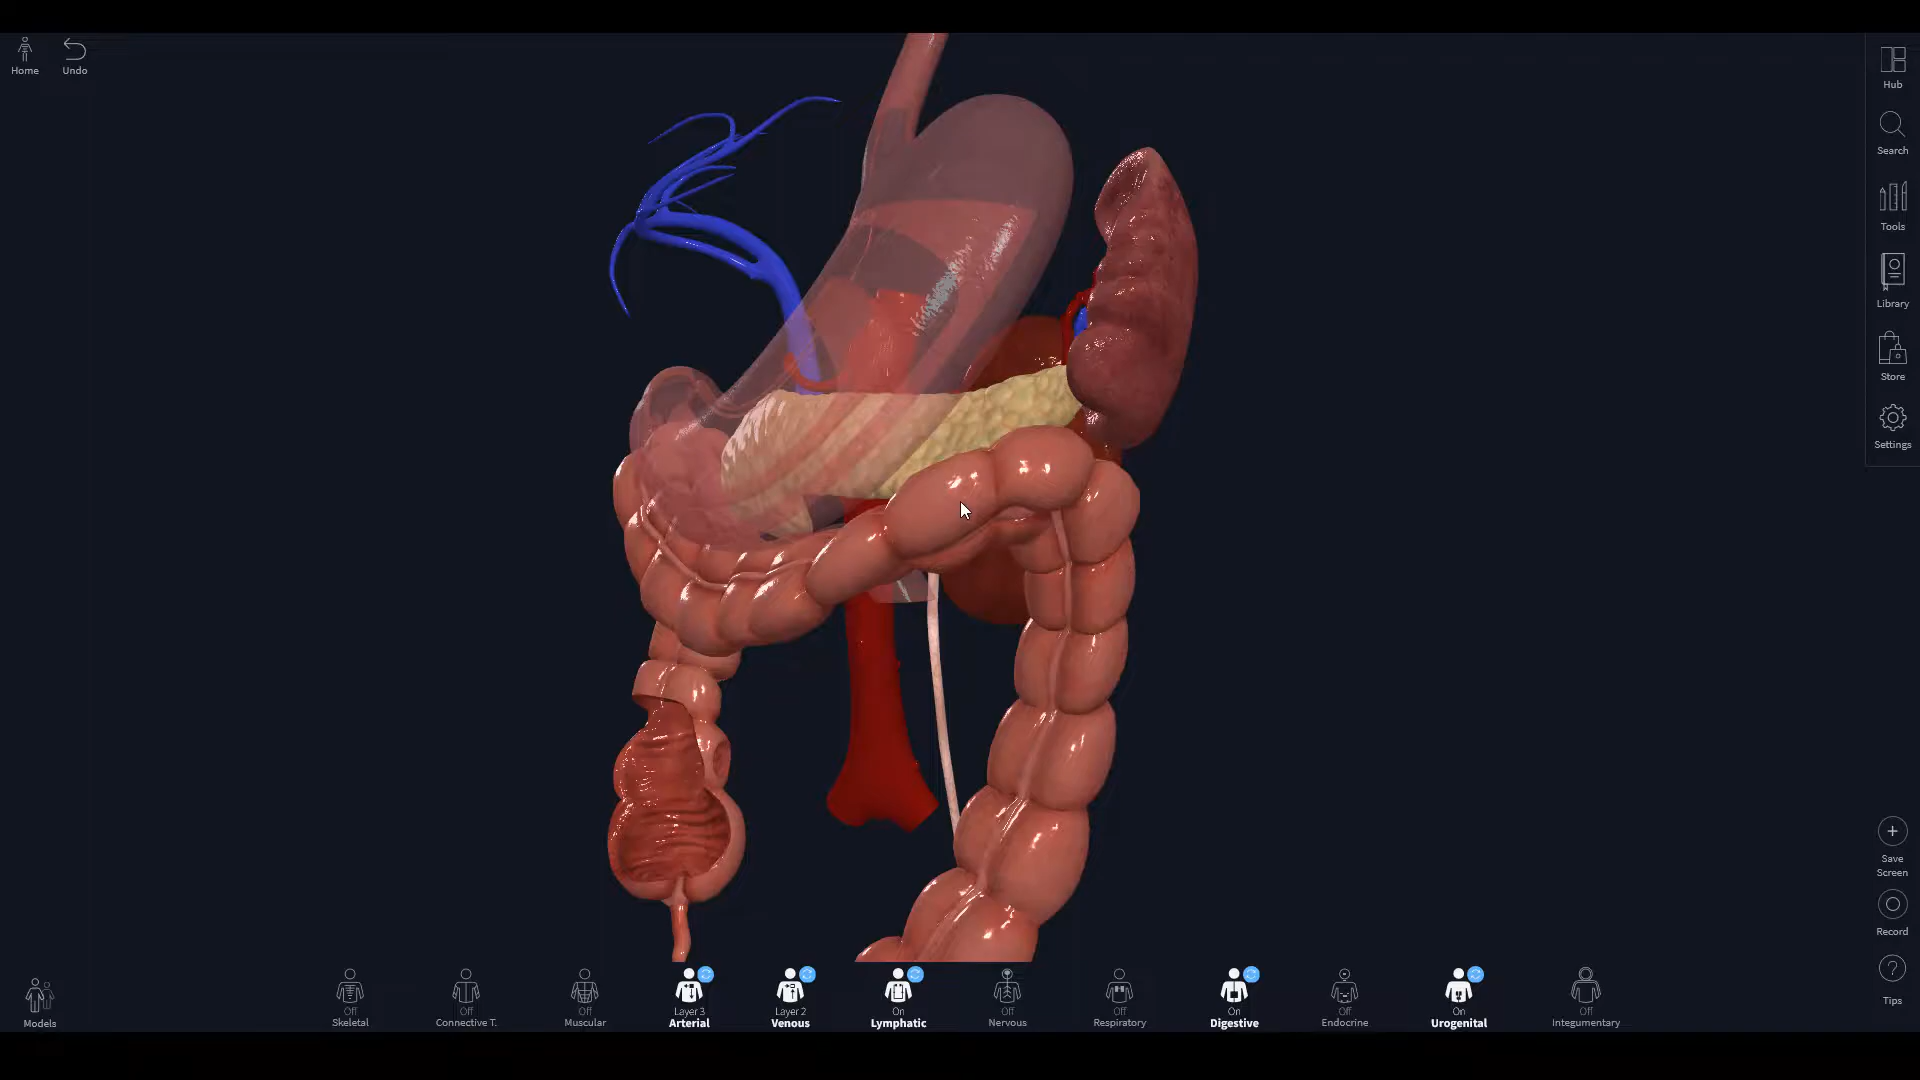 Home
Undo
Hub
Search
Tools
Library
Store
Settings
+
Save
Screen
Record
?
Tips
Models
Off
Skeletal
Off
Connective T.
Off
Muscular
Layer 3
Arterial
Layer 2
Venous
On
Lymphatic
Off
Nervous
Off
Respiratory
On
Digestive
Off
Endocrine
On
Urogenital
Off
Integumentary